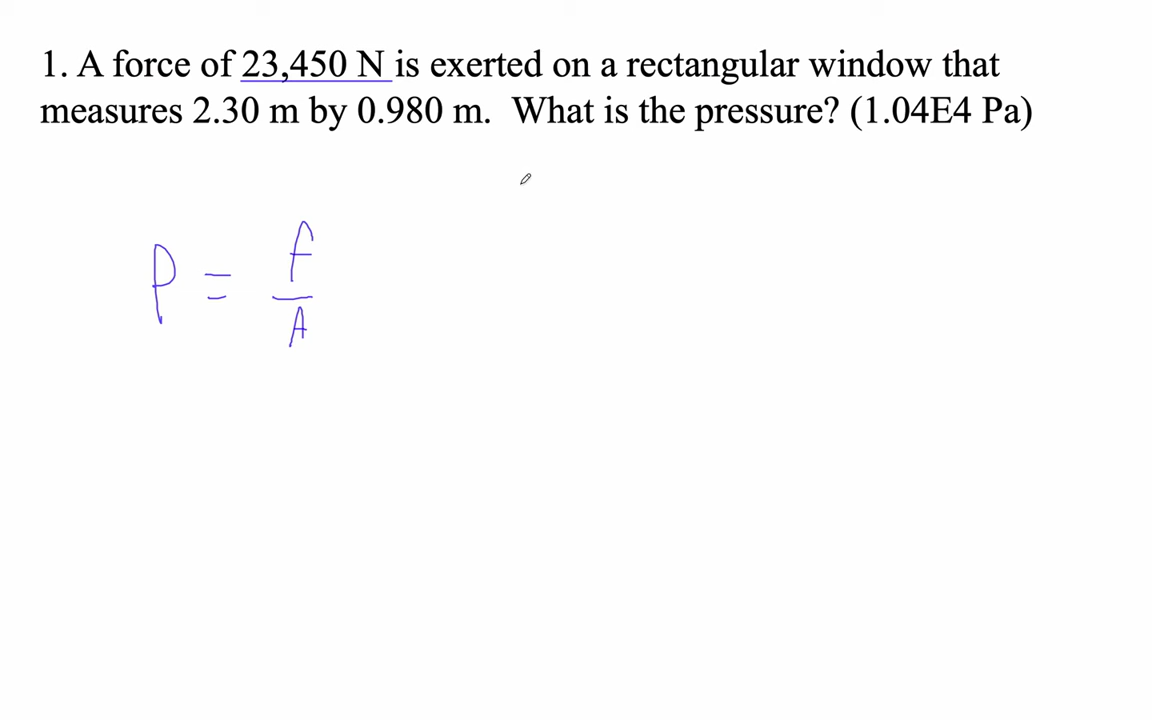 1. A force of 23,450 N is exerted on a rectangular window that
measures 2.30 m by 0.980 m.  What is the pressure? (1.04E4 Pa)
P = f/A